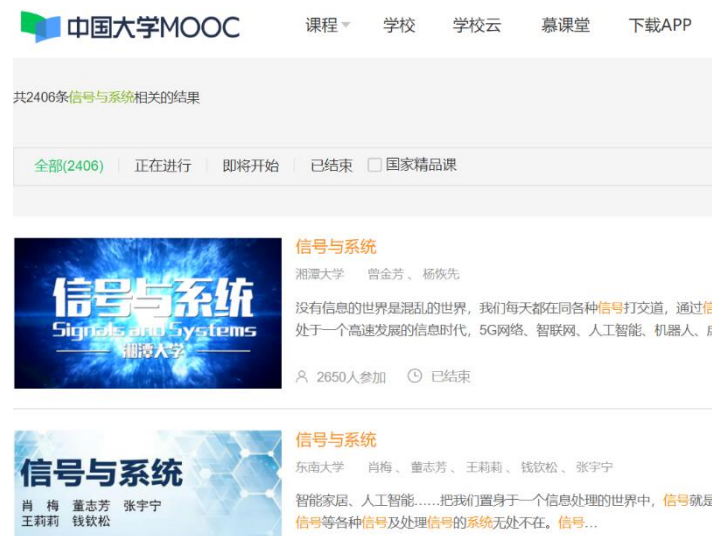 中国大学MOOC 课程 学校 学校云 慕课堂 下载APP
共2406条信号与系统相关的结果
全部(2406) 正在进行 即将开始 已结束 国家精品课
信号与系统
Signals and Systems
湘潭大学
信号与系统
湘潭大学 曾金芳 、 杨恢先
没有信息的世界是混乱的世界，我们每天都在同各种信号打交道，通过信
处于一个高速发展的信息时代，5G网络、智联网、人工智能、机器人、
2650人参加 已结束
信号与系统
肖 梅 董志芳 张宇宁
王莉莉 钱钦松
信号与系统
东南大学 肖梅 、 董志芳 、 王莉莉 、 钱钦松 、 张宇宁
智能家居、人工智能......把我们置身于一个信息处理的世界中，信号就是
信号等各种信号及处理信号的系统无处不在。信号...